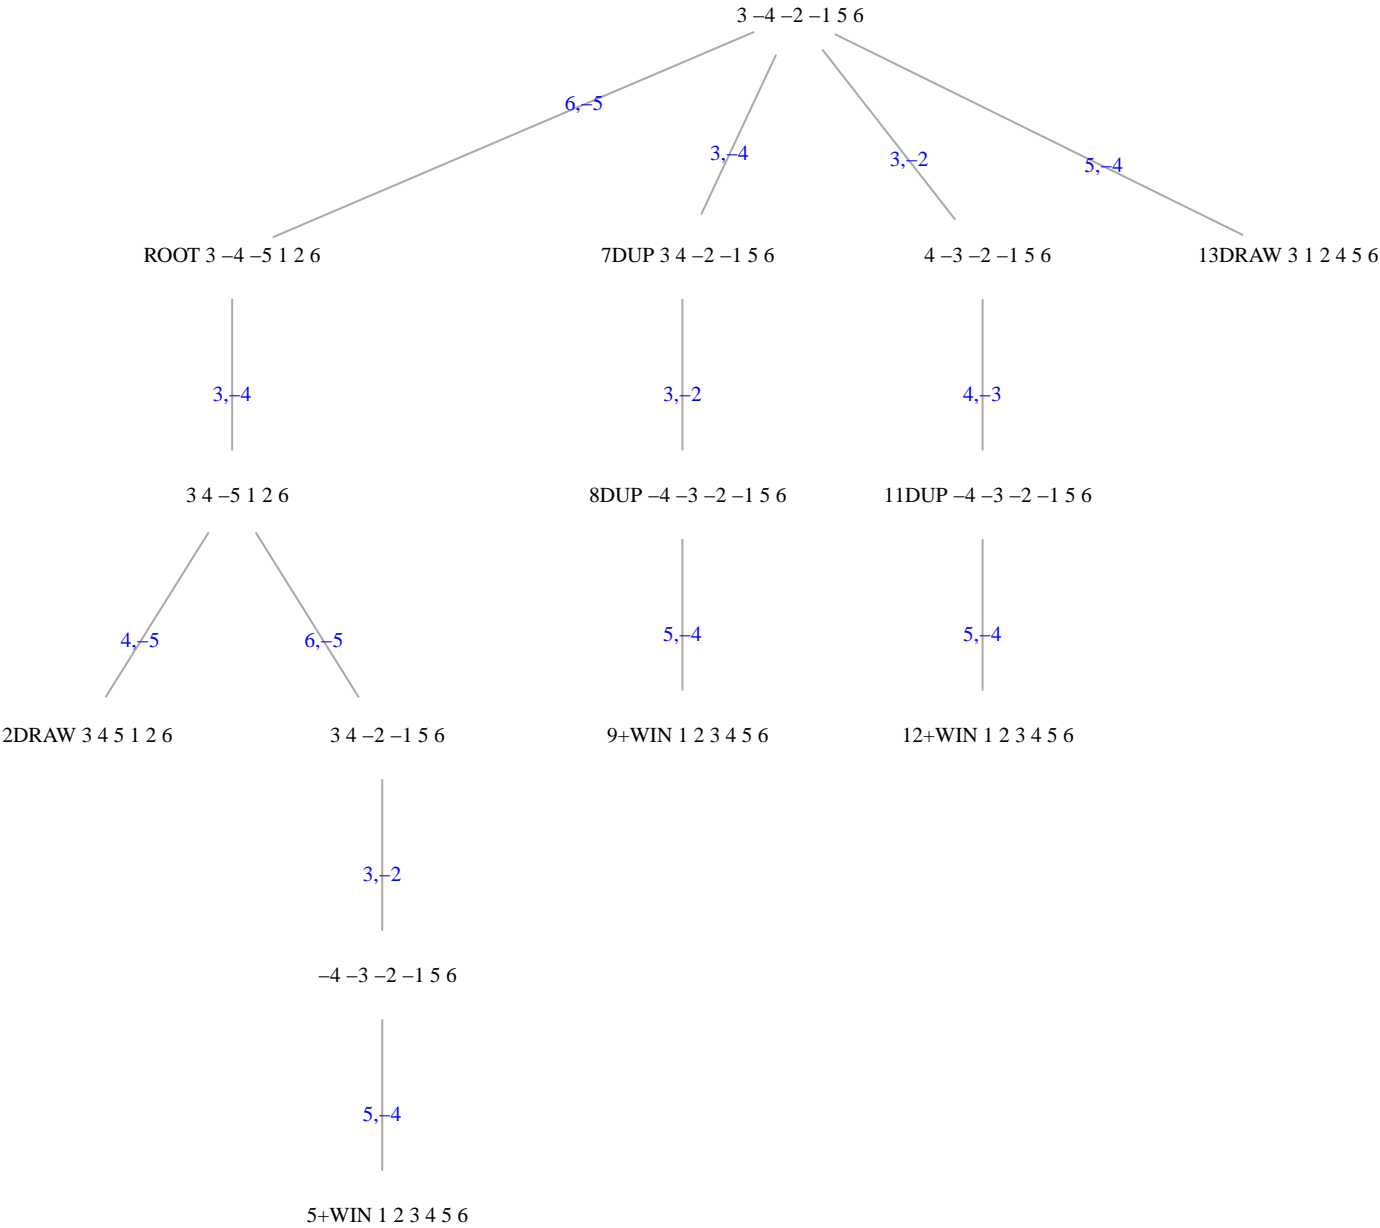 3 –4 –2 –1 5 6
6,–5
3,–4
3,–2
5,–4
ROOT 3 –4 –5 1 2 6
7DUP 3 4 –2 –1 5 6
4 –3 –2 –1 5 6
13DRAW 3 1 2 4 5 6
3,–4
3,–2
4,–3
3 4 –5 1 2 6
8DUP –4 –3 –2 –1 5 6
11DUP –4 –3 –2 –1 5 6
4,–5
6,–5
5,–4
5,–4
2DRAW 3 4 5 1 2 6
3 4 –2 –1 5 6
9+WIN 1 2 3 4 5 6
12+WIN 1 2 3 4 5 6
3,–2
–4 –3 –2 –1 5 6
5,–4
5+WIN 1 2 3 4 5 6